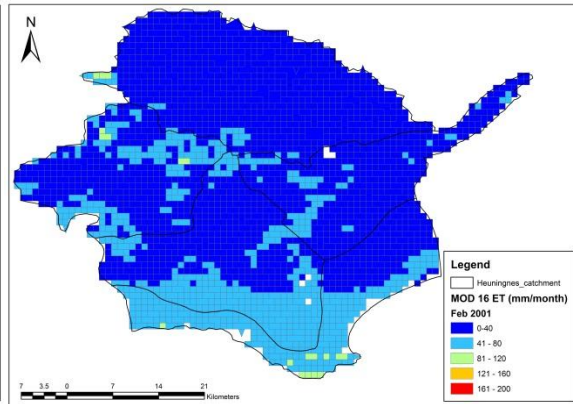 N
Legend
Heuningnes_catchment
MOD 16 ET (mm/month)
Feb 2001
0-40
41 - 80
81 - 120
121 - 160
161 - 200
7 3.5 0 7 14 21
Kilometers